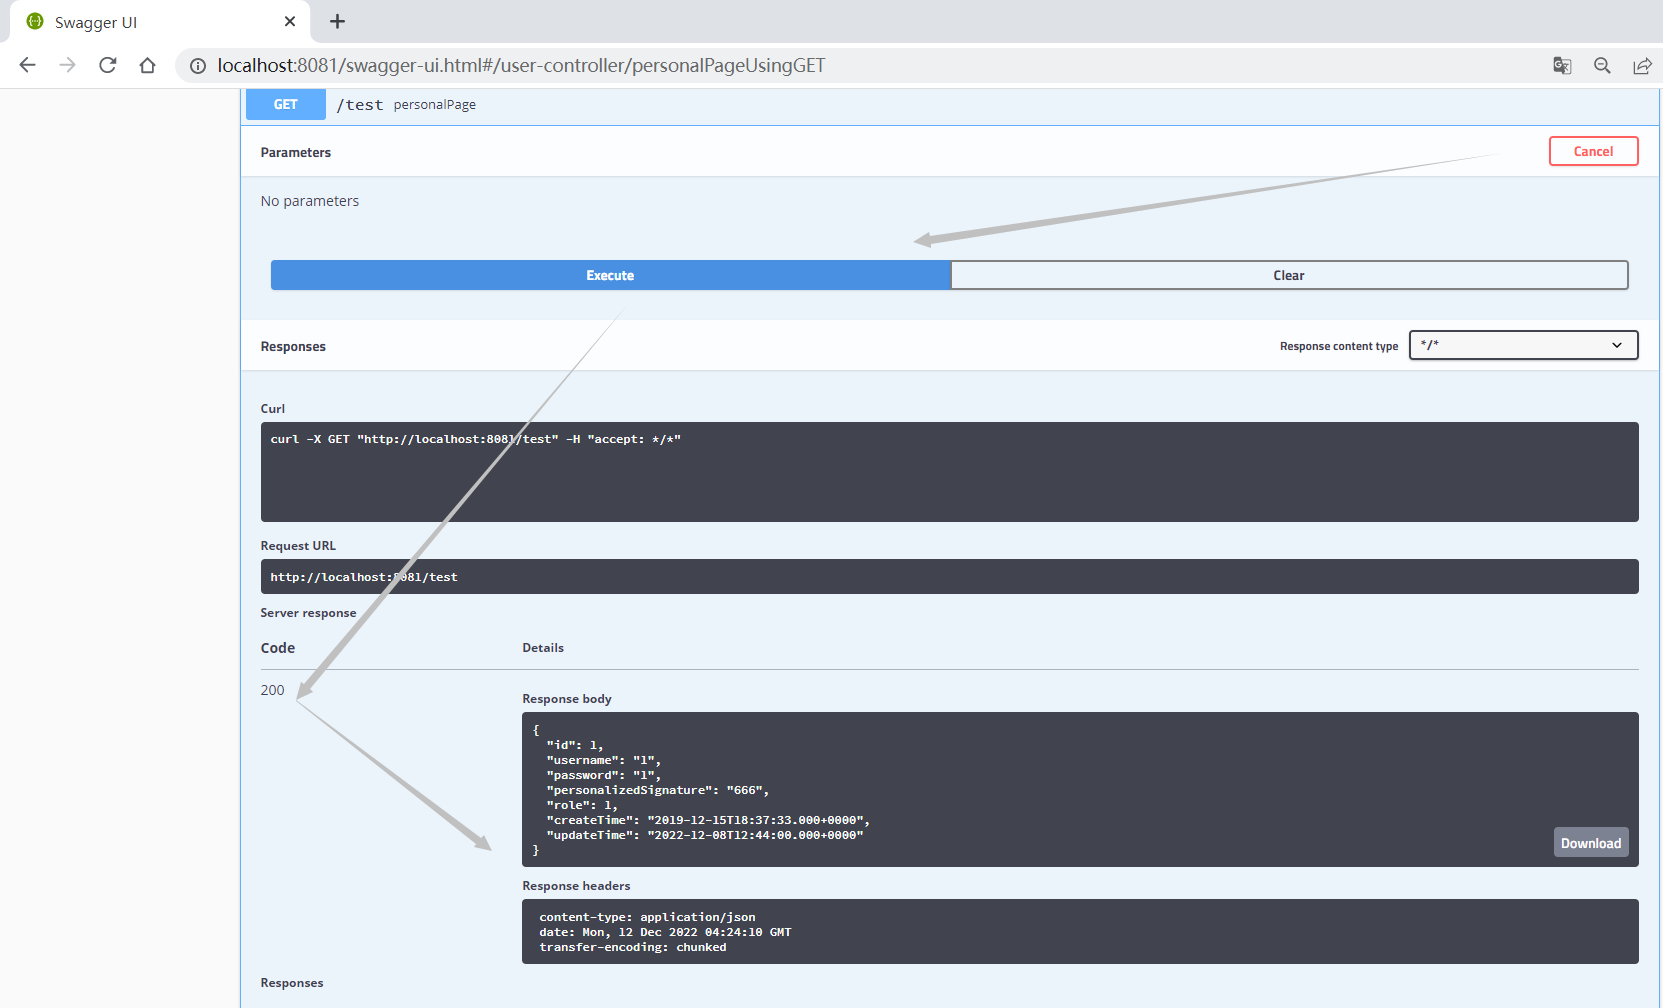 Swagger UI
localhost:8081/swagger-ui.html#/user-controller/personalPageUsingGET
GET /test personalPage
Parameters
Cancel
No parameters
Execute
Clear
Responses
Response content type
*/*
Curl
curl -X GET "http://localhost:8081/test" -H "accept: */*"
Request URL
http://localhost:8081/test
Server response
Code
Details
200
Response body
{
"id": 1,
"username": "1",
"password": "1",
"personalizedSignature": "666",
"role": 1,
"createTime": "2019-12-15T18:37:33.000+0000",
"updateTime": "2022-12-08T12:44:00.000+0000"
}
Download
Response headers
content-type: application/json
date: Mon, 12 Dec 2022 04:24:10 GMT
transfer-encoding: chunked
Responses